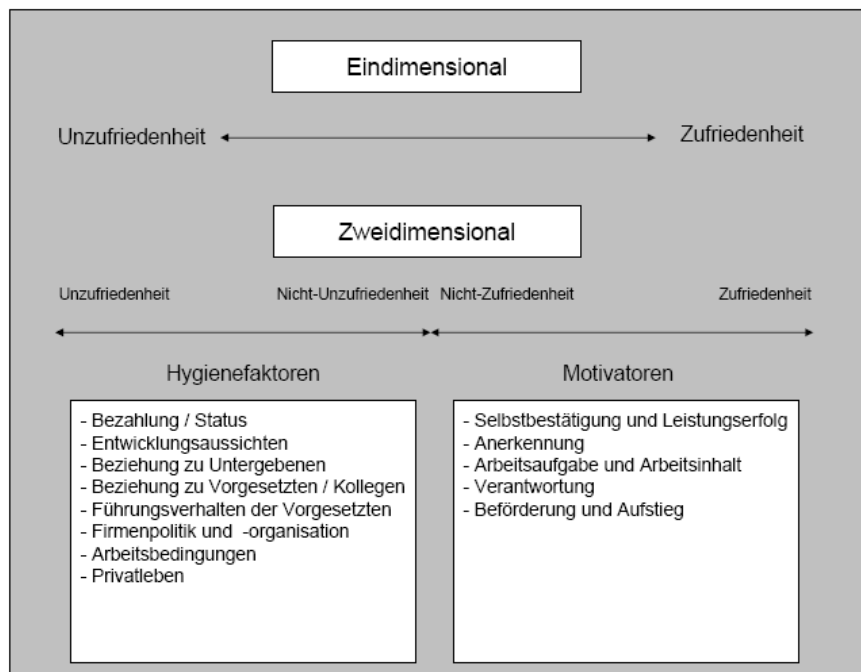 Eindimensional
Unzufriedenheit Zufriedenheit
Zweidimensional
Unzufriedenheit Nicht-Unzufriedenheit Nicht-Zufriedenheit Zufriedenheit
Hygienefaktoren Motivatoren
- Bezahlung / Status
- Entwicklungsaussichten
- Beziehung zu Untergebenen
- Beziehung zu Vorgesetzten / Kollegen
- Führungsverhalten der Vorgesetzten
- Firmenpolitik und -organisation
- Arbeitsbedingungen
- Privatleben
- Selbstbestätigung und Leistungserfolg
- Anerkennung
- Arbeitsaufgabe und Arbeitsinhalt
- Verantwortung
- Beförderung und Aufstieg